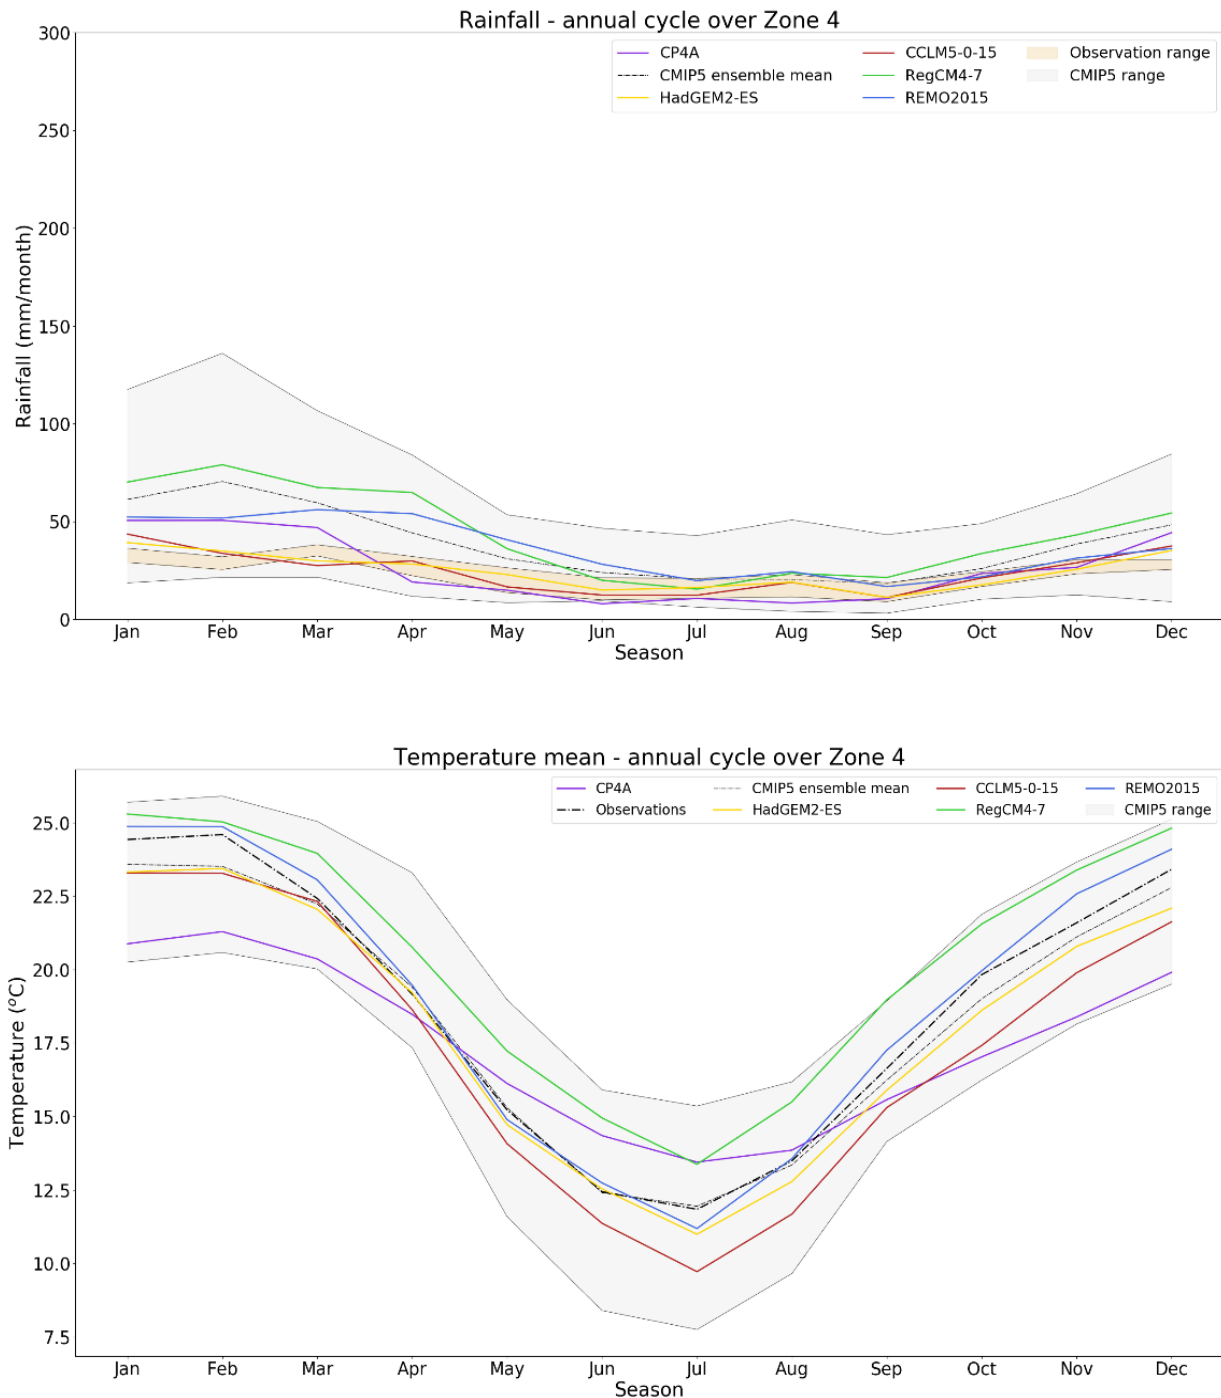 Rainfall - annual cycle over Zone 4
CP4A
CMIP5 ensemble mean
HadGEM2-ES
CCLM5-0-15
RegCM4-7
REMO2015
Observation range
CMIP5 range
Rainfall (mm/month)
300
250
200
150
100
50
0
Jan Feb Mar Apr May Jun Jul Aug Sep Oct Nov Dec
Season
Temperature mean - annual cycle over Zone 4
CP4A
Observations
CMIP5 ensemble mean
HadGEM2-ES
CCLM5-0-15
RegCM4-7
REMO2015
CMIP5 range
Temperature (°C)
25.0
22.5
20.0
17.5
15.0
12.5
10.0
7.5
Jan Feb Mar Apr May Jun Jul Aug Sep Oct Nov Dec
Season